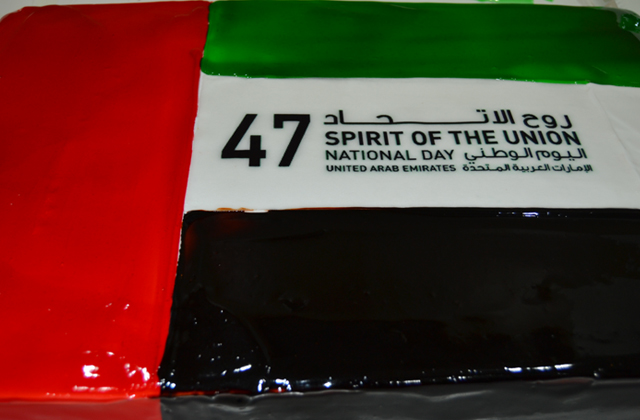 47
روح الاتحاد
SPIRIT OF THE UNION
NATIONAL DAY اليوم الوطني
UNITED ARAB EMIRATES الإمارات العربية المتحدة